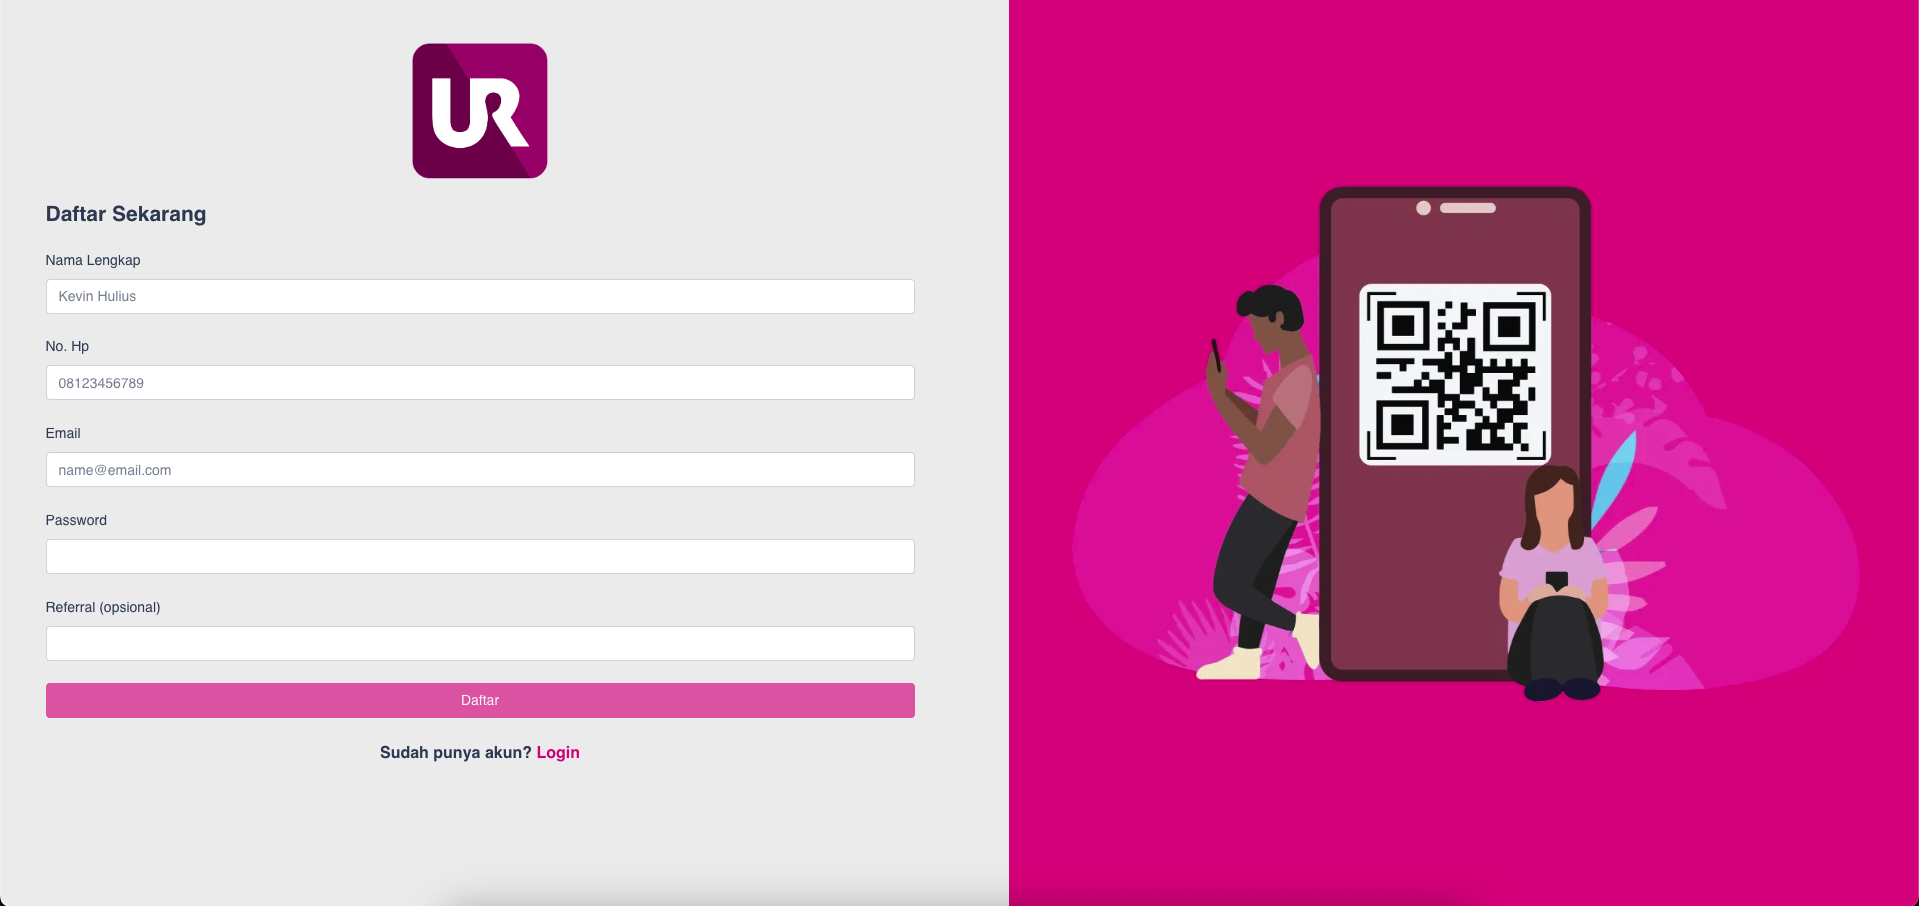 UR
Daftar Sekarang
Nama Lengkap
Kevin Hulius
No. Hp
08123456789
Email
name@email.com
Password
Referral (opsional)
Daftar
Sudah punya akun? Login